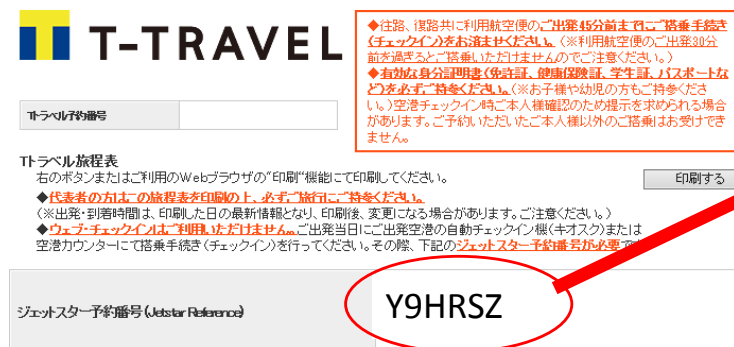 T-TRAVEL
◆往路、復路共に利用航空便のご出発45分前までにご搭乗手続き
(チェックイン)をお済ませください。(※利用航空便のご出発30分
前を過ぎるとご搭乗いただけませんのでご注意ください。)
◆有効な身分証明書(免許証、健康保険証、学生証、パスポートな
ど)を必ずご持参ください。(※お子様や幼児の方もご持参くださ
い。)空港チェックイン時ご本人様確認のため提示を求められる場合
があります。ご予約いただいたご本人様以外のご搭乗はお受けでき
ません。
Tトラベル予約番号
Tトラベル旅程表
右のボタンまたはご利用のWebブラウザの"印刷"機能にて印刷してください。
印刷する
◆代表者の方はこの旅程表を印刷の上、必ずご旅行にご持参ください。
(※出発・到着時間は、印刷した日の最新情報となり、印刷後、変更になる場合があります。ご注意ください。)
◆ウェブ・チェックインはご利用いただけません。ご出発当日にご出発空港の自動チェックイン機(キオスク)または
空港カウンターにて搭乗手続き(チェックイン)を行ってください。その際、下記のジェットスター予約番号が必要で
ジェットスター予約番号(Jetstar Reference)
Y9HRSZ